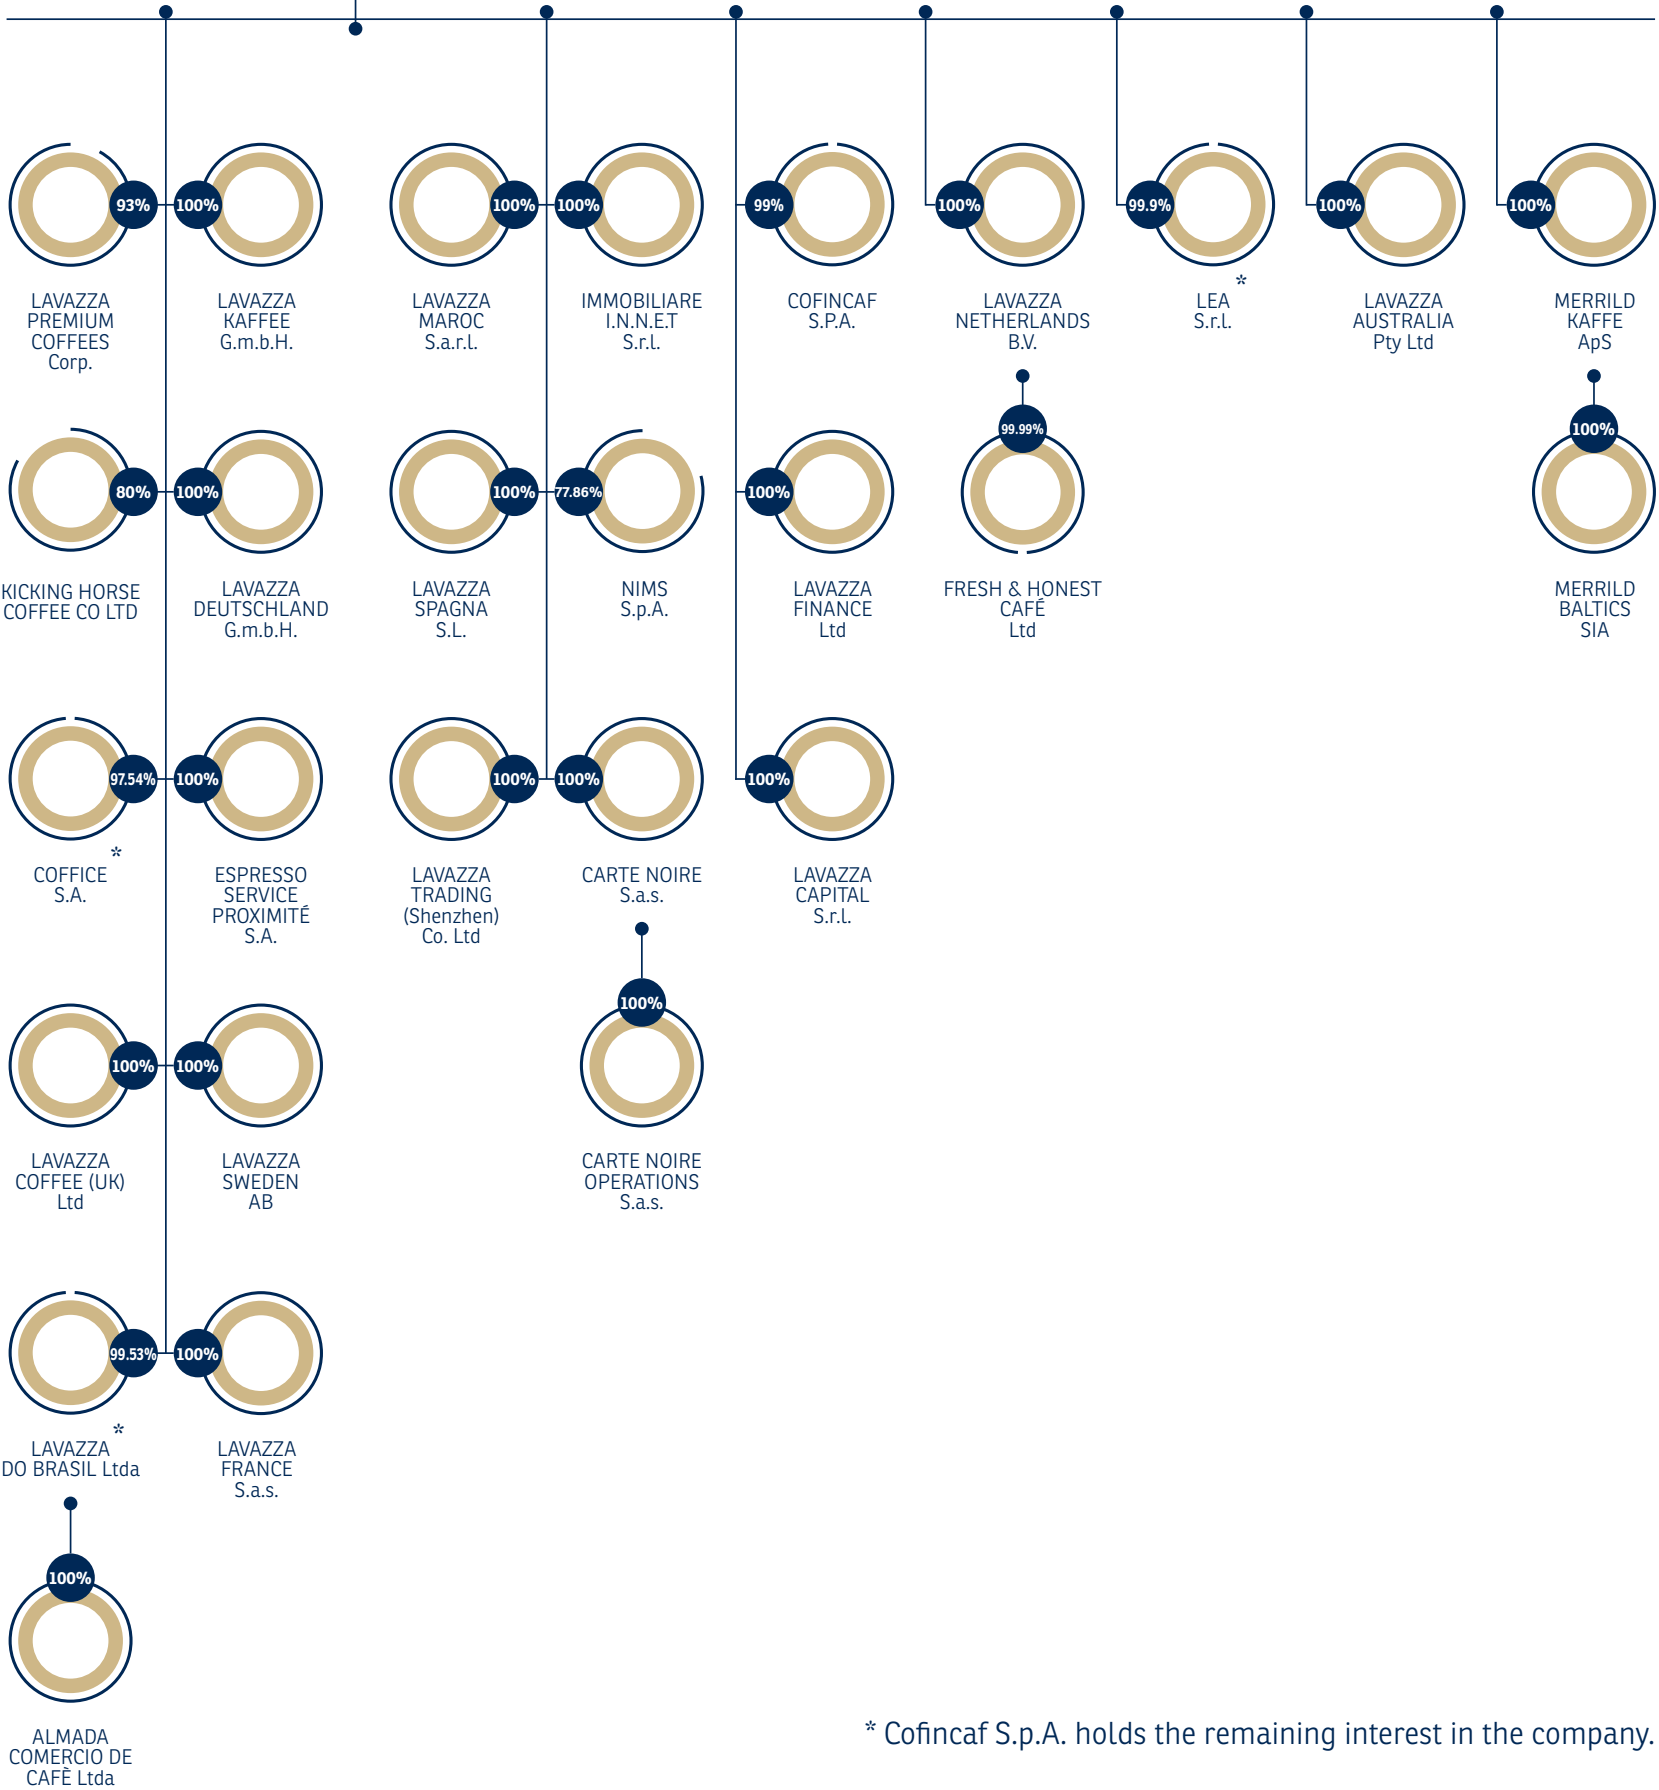 93%
100%
100%
100%
99%
100%
99.9%
100%
100%
LAVAZZA
PREMIUM
COFFEES
Corp.
LAVAZZA
KAFFEE
G.m.b.H.
LAVAZZA
MAROC
S.a.r.l.
IMMOBILIARE
I.N.N.E.T
S.r.l.
COFINCAF
S.P.A.
LAVAZZA
NETHERLANDS
B.V.
*
LEA
S.r.l.
LAVAZZA
AUSTRALIA
Pty Ltd
MERRILD
KAFFE
ApS
80%
100%
100%
77.86%
100%
99.99%
100%
KICKING HORSE
COFFEE CO LTD
LAVAZZA
DEUTSCHLAND
G.m.b.H.
LAVAZZA
SPAGNA
S.L.
NIMS
S.p.A.
LAVAZZA
FINANCE
Ltd
FRESH & HONEST
CAFÉ
Ltd
MERRILD
BALTICS
SIA
97.54%
100%
100%
100%
100%
*
COFFICE
S.A.
ESPRESSO
SERVICE
PROXIMITÉ
S.A.
LAVAZZA
TRADING
(Shenzhen)
Co. Ltd
CARTE NOIRE
S.a.s.
LAVAZZA
CAPITAL
S.r.l.
100%
100%
100%
LAVAZZA
COFFEE (UK)
Ltd
LAVAZZA
SWEDEN
AB
CARTE NOIRE
OPERATIONS
S.a.s.
99.53%
100%
*
LAVAZZA
DO BRASIL Ltda
LAVAZZA
FRANCE
S.a.s.
100%
ALMADA
COMERCIO DE
CAFÈ Ltda
* Cofincaf S.p.A. holds the remaining interest in the company.